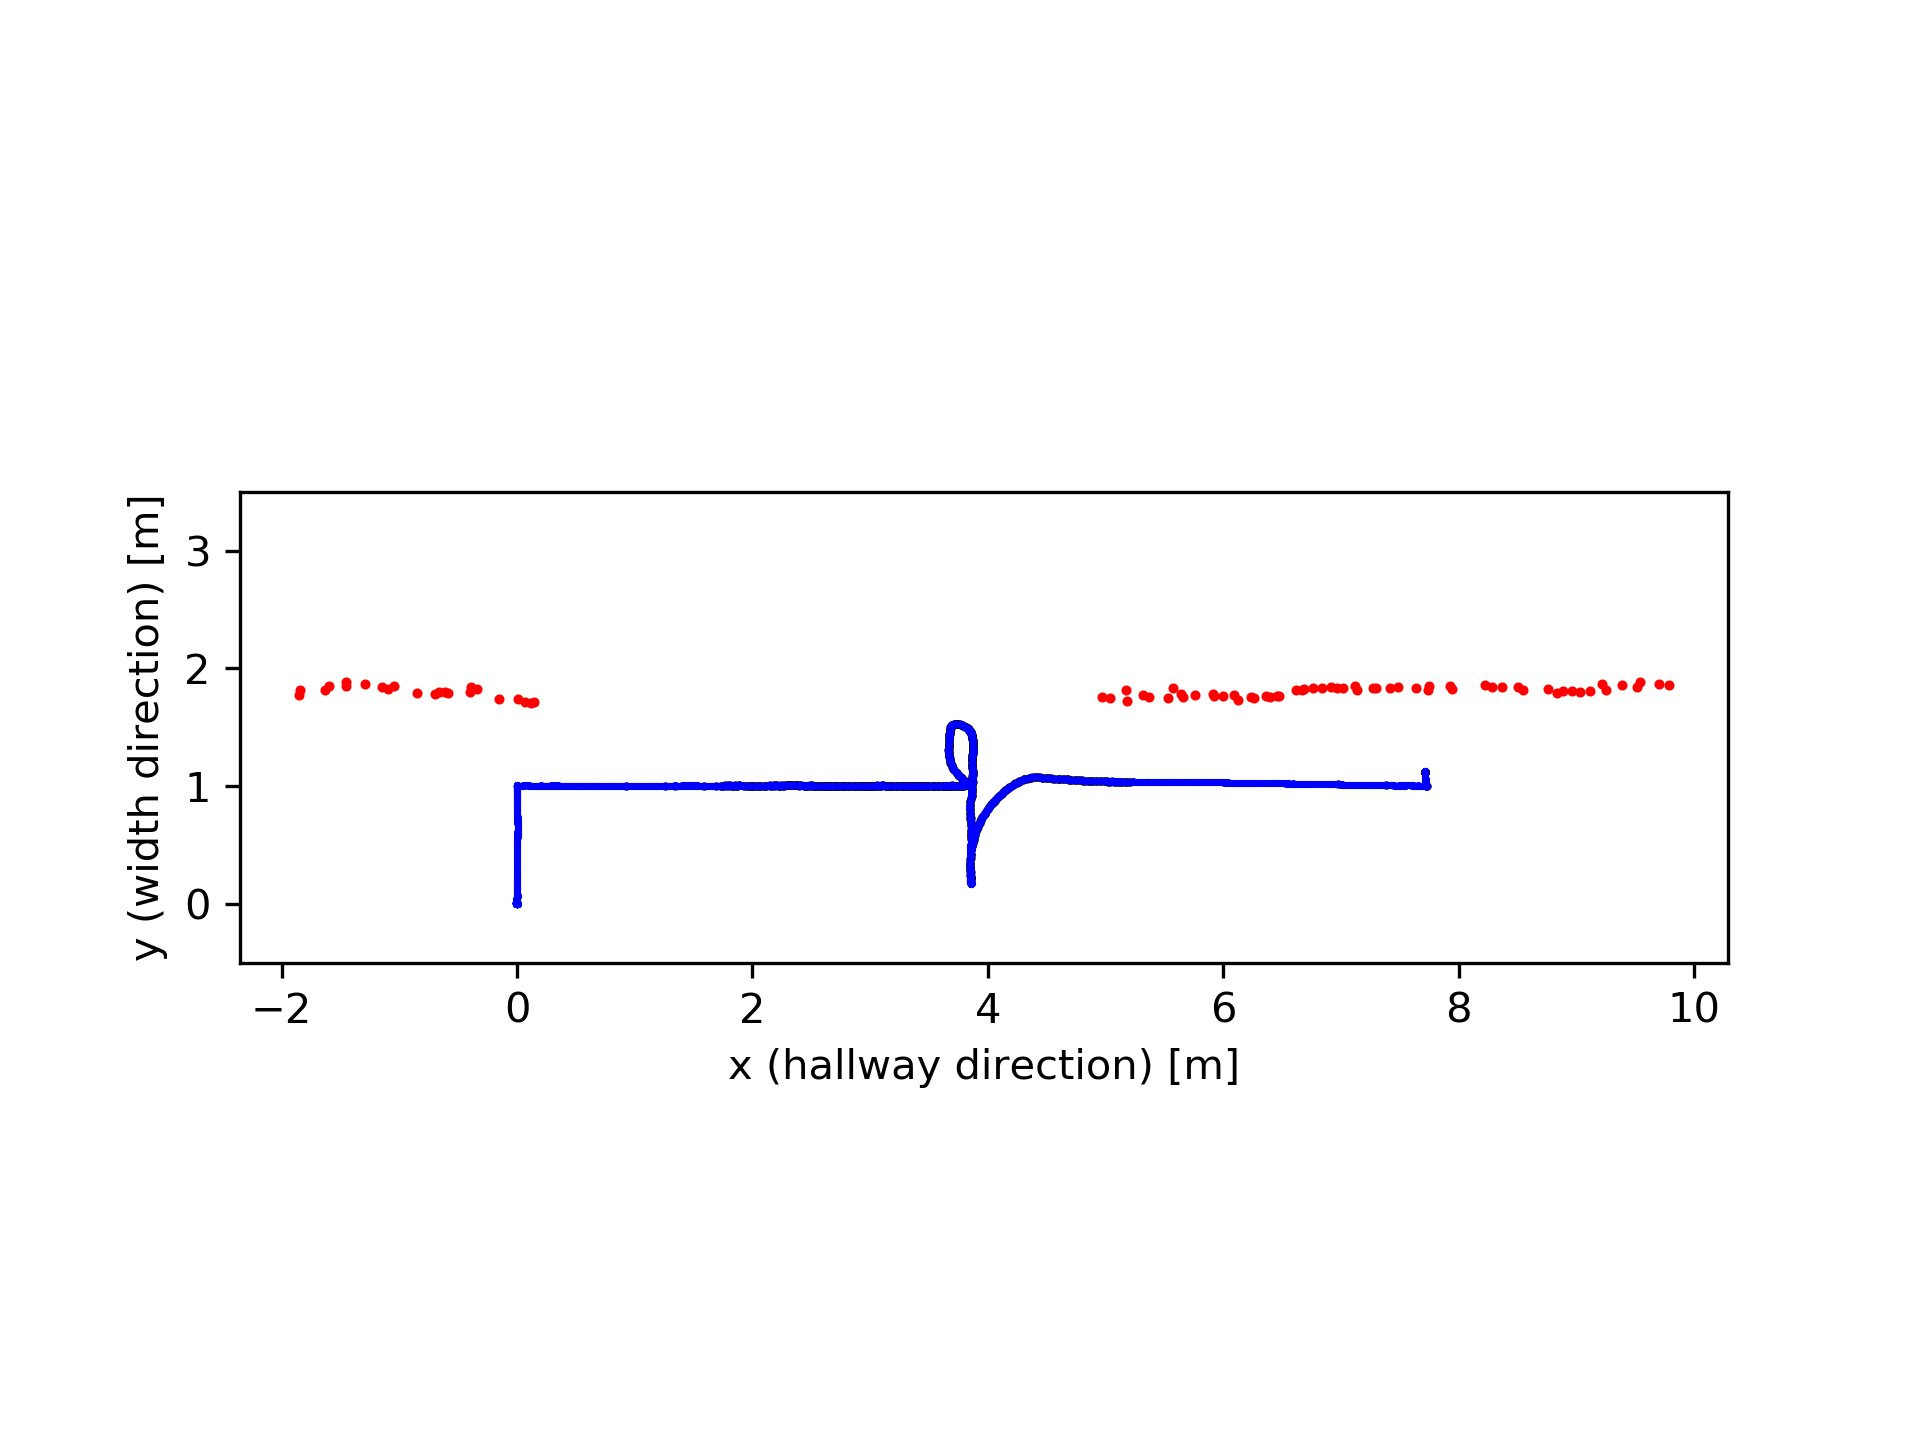 y (width direction) [m]
3
2
1
0
−2 0 2 4 6 8 10
x (hallway direction) [m]